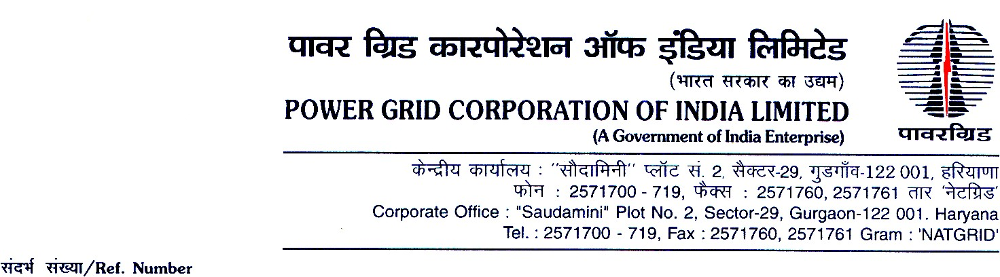 पावर ग्रिड कारपोरेशन ऑफ इंडिया लिमिटेड
(भारत सरकार का उद्यम)
POWER GRID CORPORATION OF INDIA LIMITED
(A Government of India Enterprise)
पावरग्रिड
केन्द्रीय कार्यालय : "सौदामिनी" प्लॉट सं. 2, सैक्टर-29, गुडगाँव-122 001, हरियाणा
फोन : 2571700 - 719, फैक्स : 2571760, 2571761 तार 'नेटग्रिड'
Corporate Office : "Saudamini" Plot No. 2, Sector-29, Gurgaon-122 001. Haryana
Tel. : 2571700 - 719, Fax : 2571760, 2571761 Gram : 'NATGRID'
संदर्भ संख्या/Ref. Number